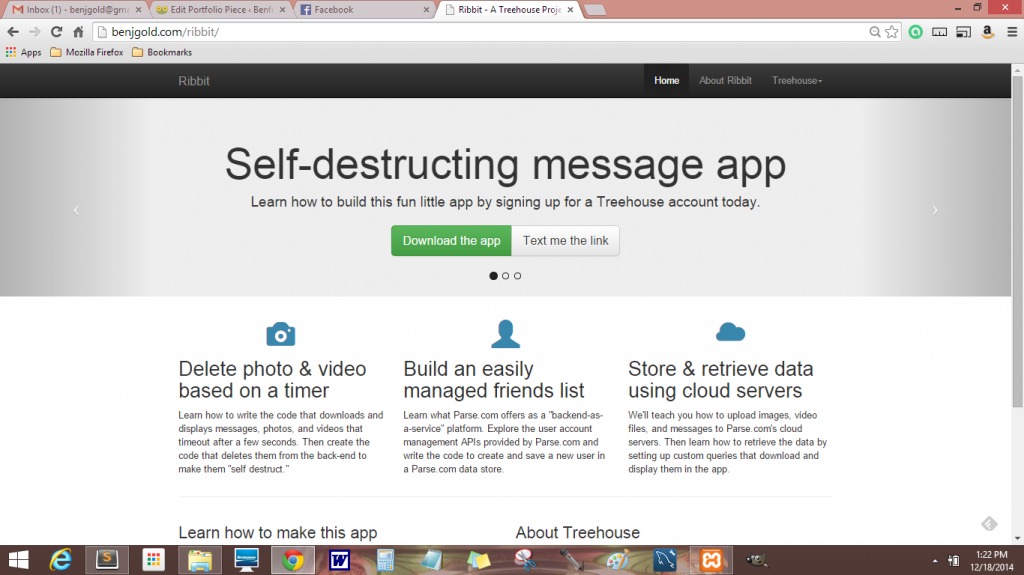 Inbox (1) - benjgold@gma
Edit Portfolio Piece ‹ Benj
Facebook
Ribbit - A Treehouse Proje
benjgold.com/ribbit/
Apps
Mozilla Firefox
Bookmarks
Ribbit
Home
About Ribbit
Treehouse
Self-destructing message app
Learn how to build this fun little app by signing up for a Treehouse account today.
Download the app
Text me the link
Delete photo & video
based on a timer
Learn how to write the code that downloads and
displays messages, photos, and videos that
timeout after a few seconds. Then create the
code that deletes them from the back-end to
make them "self destruct."
Build an easily
managed friends list
Learn what Parse.com offers as a "backend-as-
a-service" platform. Explore the user account
management APIs provided by Parse.com and
write the code to create and save a new user in
a Parse.com data store.
Store & retrieve data
using cloud servers
We'll teach you how to upload images, video
files, and messages to Parse.com's cloud
servers. Then learn how to retrieve the data by
setting up custom queries that download and
display them in the app.
Learn how to make this app
About Treehouse
1:22 PM
12/18/2014